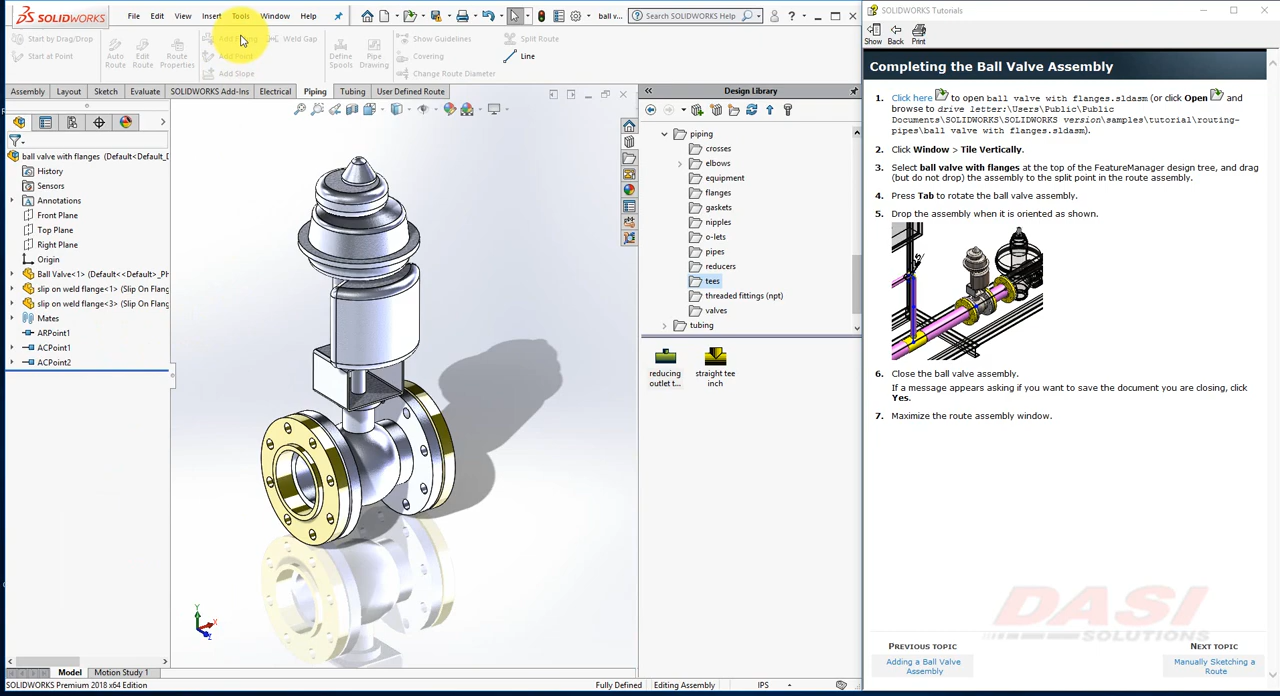 SOLIDWORKS File Edit View Insert Tools Window Help ball v... Search SOLIDWORKS Help
Start by Drag/Drop
Start at Point
Auto Route
Edit Route
Route Properties
Add Point
Add Slope
Weld Gap
Define Spools
Pipe Drawing
Show Guidelines
Covering
Change Route Diameter
Split Route
Line
Assembly Layout Sketch Evaluate SOLIDWORKS Add-Ins Electrical Piping Tubing User Defined Route
ball valve with flanges (Default<Default_D
History
Sensors
Annotations
Front Plane
Top Plane
Right Plane
Origin
Ball Valve<1> (Default<<Default>_Ph
slip on weld flange<1> (Slip On Flang
slip on weld flange<3> (Slip On Flang
Mates
ARPoint1
ACPoint1
ACPoint2
Model Motion Study 1
SOLIDWORKS Premium 2018 x64 Edition
Fully Defined Editing Assembly IPS
Y
X
Z
Design Library
piping
crosses
elbows
equipment
flanges
gaskets
nipples
o-lets
pipes
reducers
tees
threaded fittings (npt)
valves
tubing
reducing
outlet t...
straight tee
inch
SOLIDWORKS Tutorials
Show Back Print
Completing the Ball Valve Assembly
1. Click here to open ball valve with flanges.sldasm (or click Open and
browse to drive letter:\Users\Public\Public
Documents\SOLIDWORKS\SOLIDWORKS version\samples\tutorial\routing-
pipes\ball valve with flanges.sldasm).
2. Click Window > Tile Vertically.
3. Select ball valve with flanges at the top of the FeatureManager design tree, and drag
(but do not drop) the assembly to the split point in the route assembly.
4. Press Tab to rotate the ball valve assembly.
5. Drop the assembly when it is oriented as shown.
6. Close the ball valve assembly.
If a message appears asking if you want to save the document you are closing, click
Yes.
7. Maximize the route assembly window.
DASI
SOLUTIONS
PREVIOUS TOPIC
Adding a Ball Valve
Assembly
NEXT TOPIC
Manually Sketching a
Route